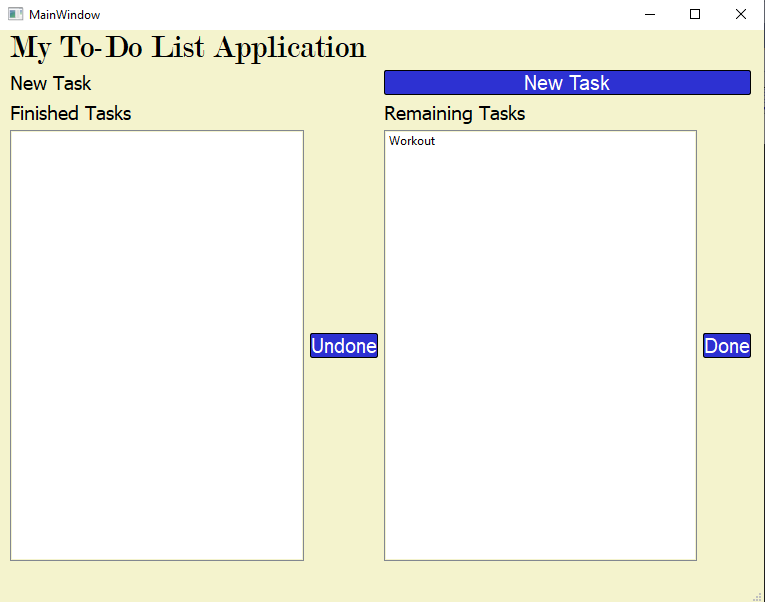 MainWindow
My To-Do List Application
New Task
New Task
Finished Tasks
Remaining Tasks
Workout
Undone
Done